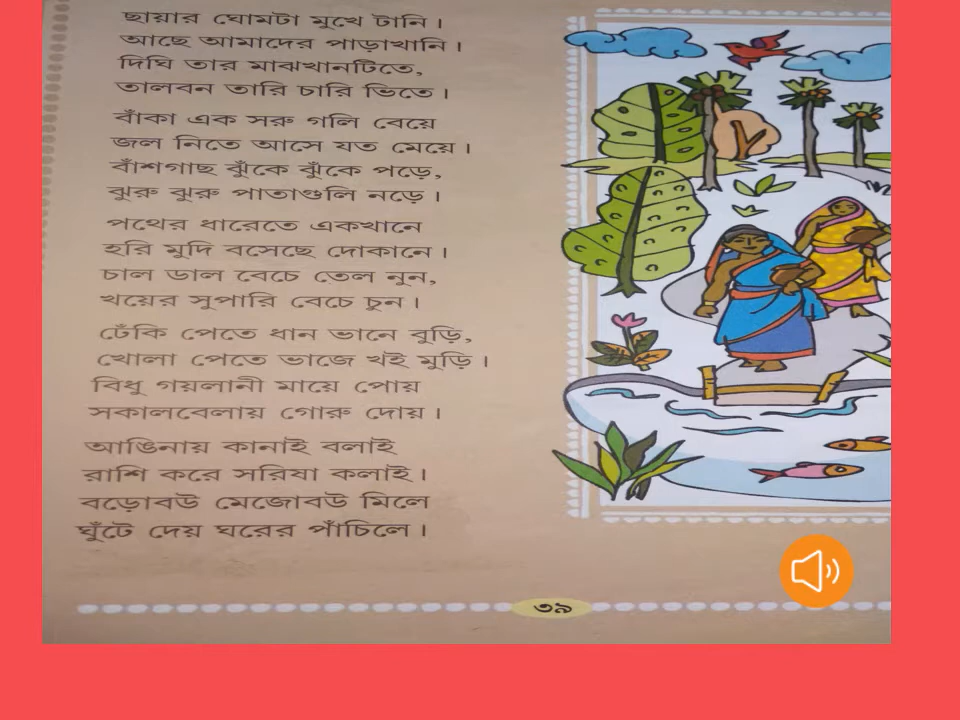 ছায়ার ঘোমটা মুখে টানি।
আছে আমাদের পাড়াখানি।
দিঘি তার মাঝখানটিতে,
তালবন তারি চারি ভিতে।
বাঁকা এক সরু গলি বেয়ে
জল নিতে আসে যত মেয়ে।
বাঁশগাছ ঝুঁকে ঝুঁকে পড়ে,
ঝুরু ঝুরু পাতাগুলি নড়ে।
পথের ধারেতে একখানে
হরি মুদি বসেছে দোকানে।
চাল ডাল বেচে তেল নুন,
খয়ের সুপারি বেচে চুন।
ঢেঁকি পেতে ধান ভানে বুড়ি,
খোলা পেতে ভাজে খই মুড়ি।
বিধু গয়লানী মায়ে পোয়
সকালবেলায় গোরু দোয়।
আঙিনায় কানাই বলাই
রাশি করে সরিষা কলাই।
বড়োবউ মেজোবউ মিলে
ঘুঁটে দেয় ঘরের পাঁচিলে।
৩৯